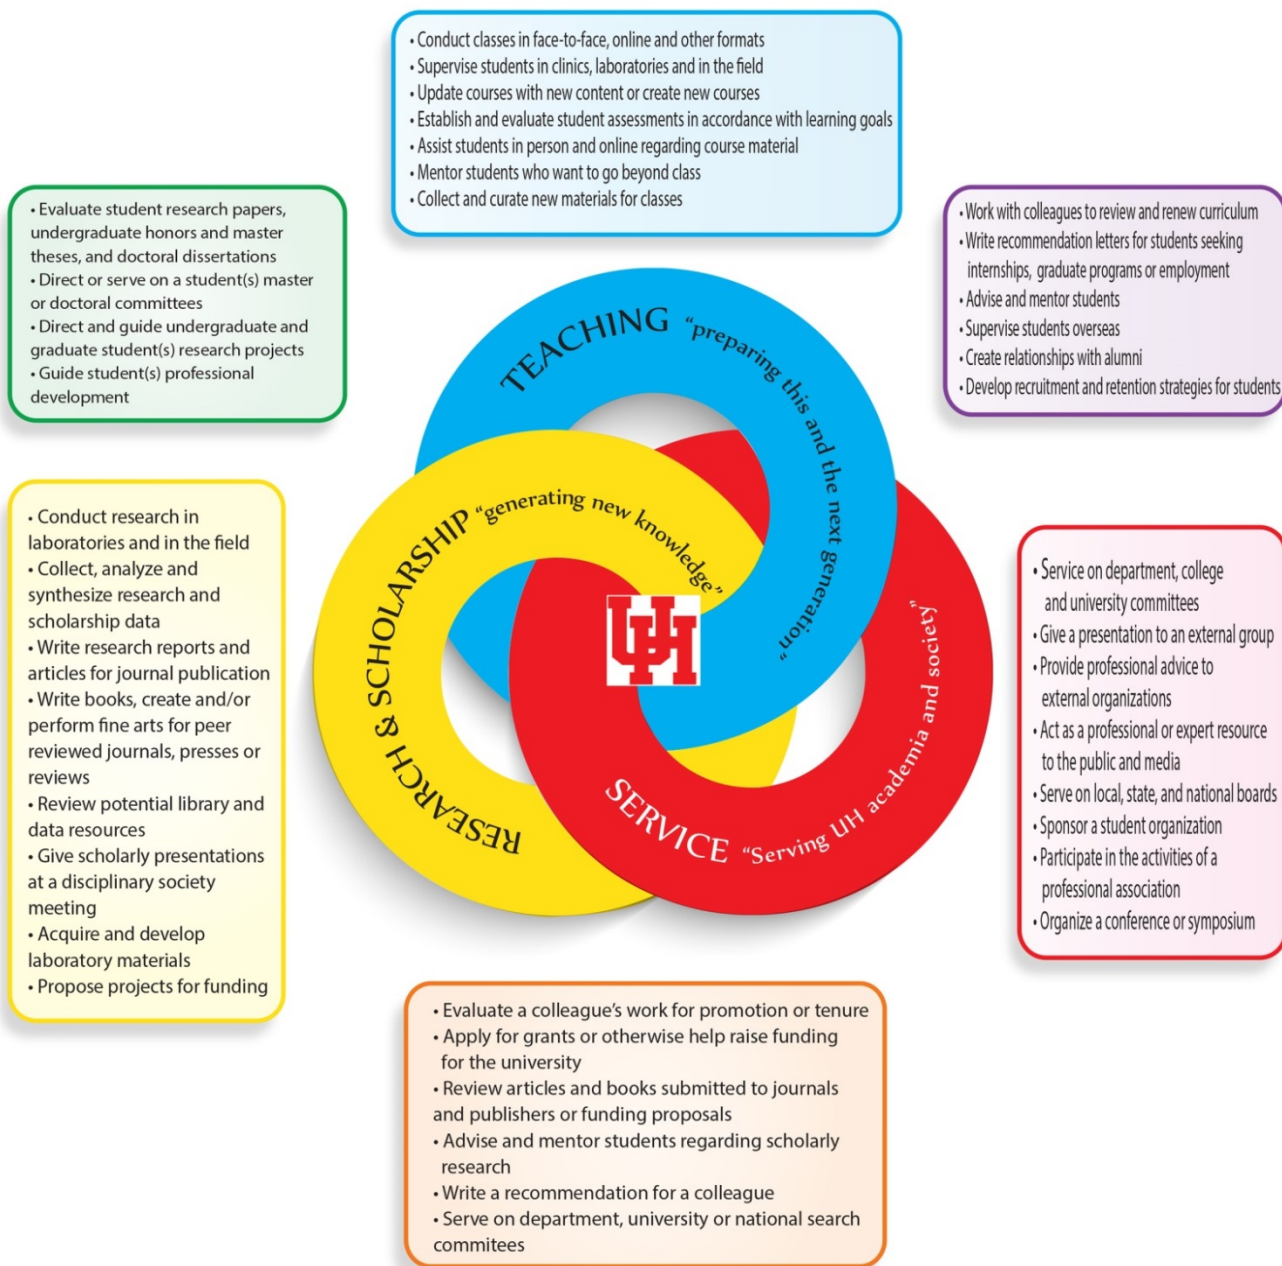 • Conduct classes in face-to-face, online and other formats
• Supervise students in clinics, laboratories and in the field
• Update courses with new content or create new courses
• Establish and evaluate student assessments in accordance with learning goals
• Assist students in person and online regarding course material
• Mentor students who want to go beyond class
• Collect and curate new materials for classes
• Evaluate student research papers,
undergraduate honors and master
theses, and doctoral dissertations
• Direct or serve on a student(s) master
or doctoral committees
• Direct and guide undergraduate and
graduate student(s) research projects
• Guide student(s) professional
development
• Work with colleagues to review and renew curriculum
• Write recommendation letters for students seeking
internships, graduate programs or employment
• Advise and mentor students
• Supervise students overseas
• Create relationships with alumni
• Develop recruitment and retention strategies for students
TEACHING "preparing this and the next generation"
RESEARCH & SCHOLARSHIP "generating new knowledge"
UH
SERVICE "Serving UH academia and society"
• Conduct research in
laboratories and in the field
• Collect, analyze and
synthesize research and
scholarship data
• Write research reports and
articles for journal publication
• Write books, create and/or
perform fine arts for peer
reviewed journals, presses or
reviews
• Review potential library and
data resources
• Give scholarly presentations
at a disciplinary society
meeting
• Acquire and develop
laboratory materials
• Propose projects for funding
• Service on department, college
and university committees
• Give a presentation to an external group
• Provide professional advice to
external organizations
• Act as a professional or expert resource
to the public and media
• Serve on local, state, and national boards
• Sponsor a student organization
• Participate in the activities of a
professional association
• Organize a conference or symposium
• Evaluate a colleague's work for promotion or tenure
• Apply for grants or otherwise help raise funding
for the university
• Review articles and books submitted to journals
and publishers or funding proposals
• Advise and mentor students regarding scholarly
research
• Write a recommendation for a colleague
• Serve on department, university or national search
commitees